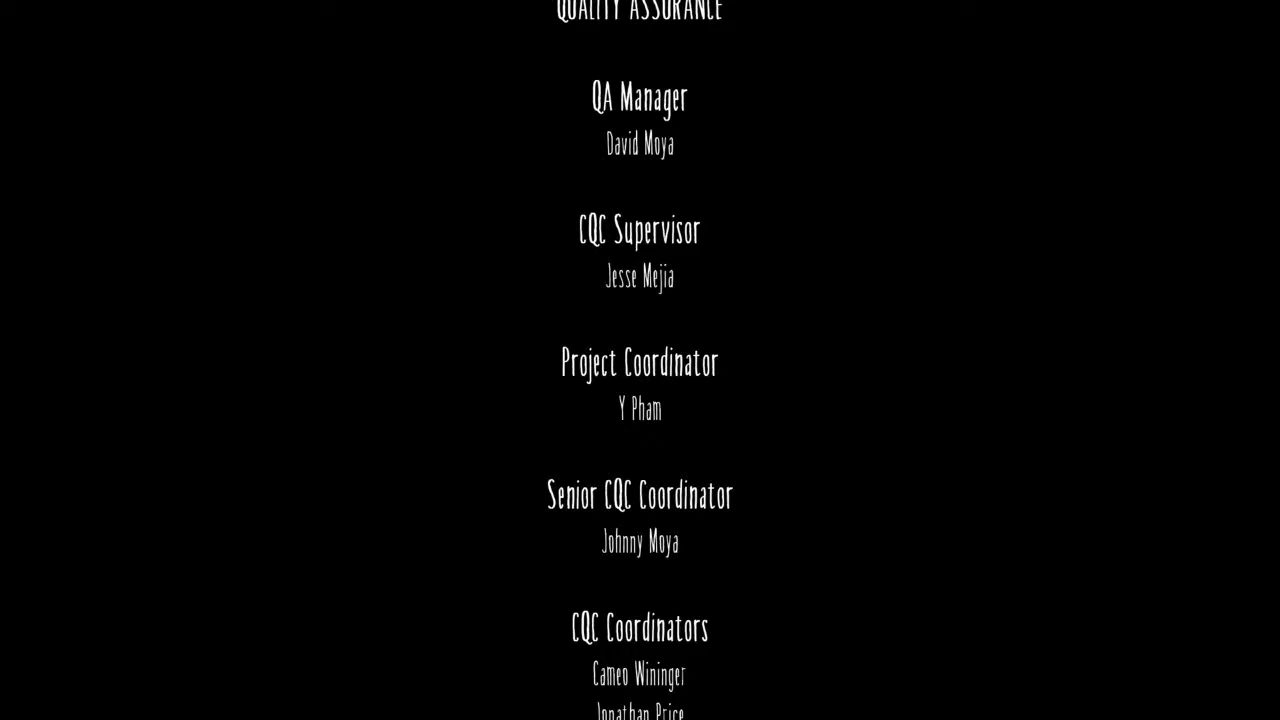 QUALITY ASSURANCE
QA Manager
David Moya
CQC Supervisor
Jesse Mejia
Project Coordinator
Y Pham
Senior CQC Coordinator
Johnny Moya
CQC Coordinators
Cameo Wininger
Jonathan Price